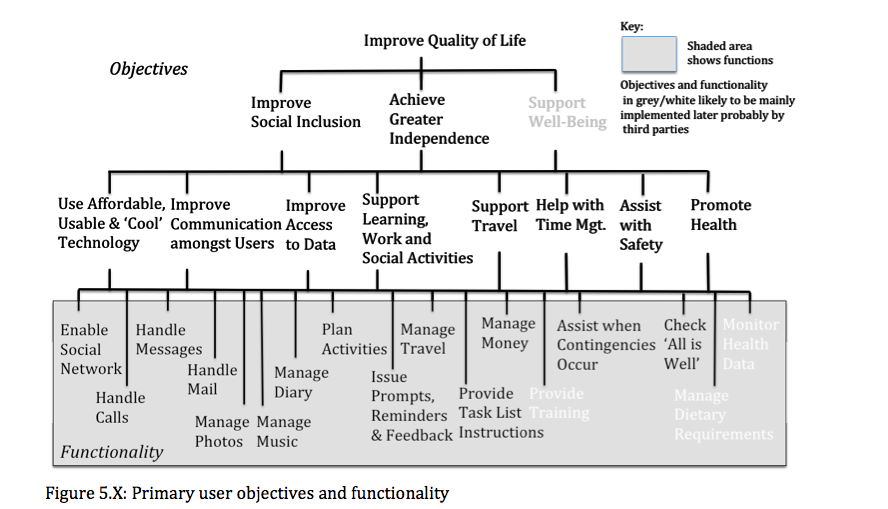 Improve Quality of Life
Key:
Shaded area
shows functions
Objectives and functionality
in grey/white likely to be mainly
implemented later probably by
third parties
Objectives
Improve
Social Inclusion
Achieve
Greater
Independence
Support
Well-Being
Use Affordable,
Usable & ‘Cool’
Technology
Improve
Communication
amongst Users
Improve
Access
to Data
Support
Learning,
Work and
Social Activities
Support
Travel
Help with
Time Mgt.
Assist
with
Safety
Promote
Health
Enable
Social
Network
Handle
Calls
Handle
Messages
Handle
Mail
Manage
Photos
Manage
Music
Manage
Diary
Plan
Activities
Issue
Prompts,
Reminders
& Feedback
Manage
Travel
Provide
Task List
Instructions
Manage
Money
Provide
Training
Assist when
Contingencies
Occur
Check
‘All is
Well’
Manage
Dietary
Requirements
Monitor
Health
Data
Functionality
Figure 5.X: Primary user objectives and functionality